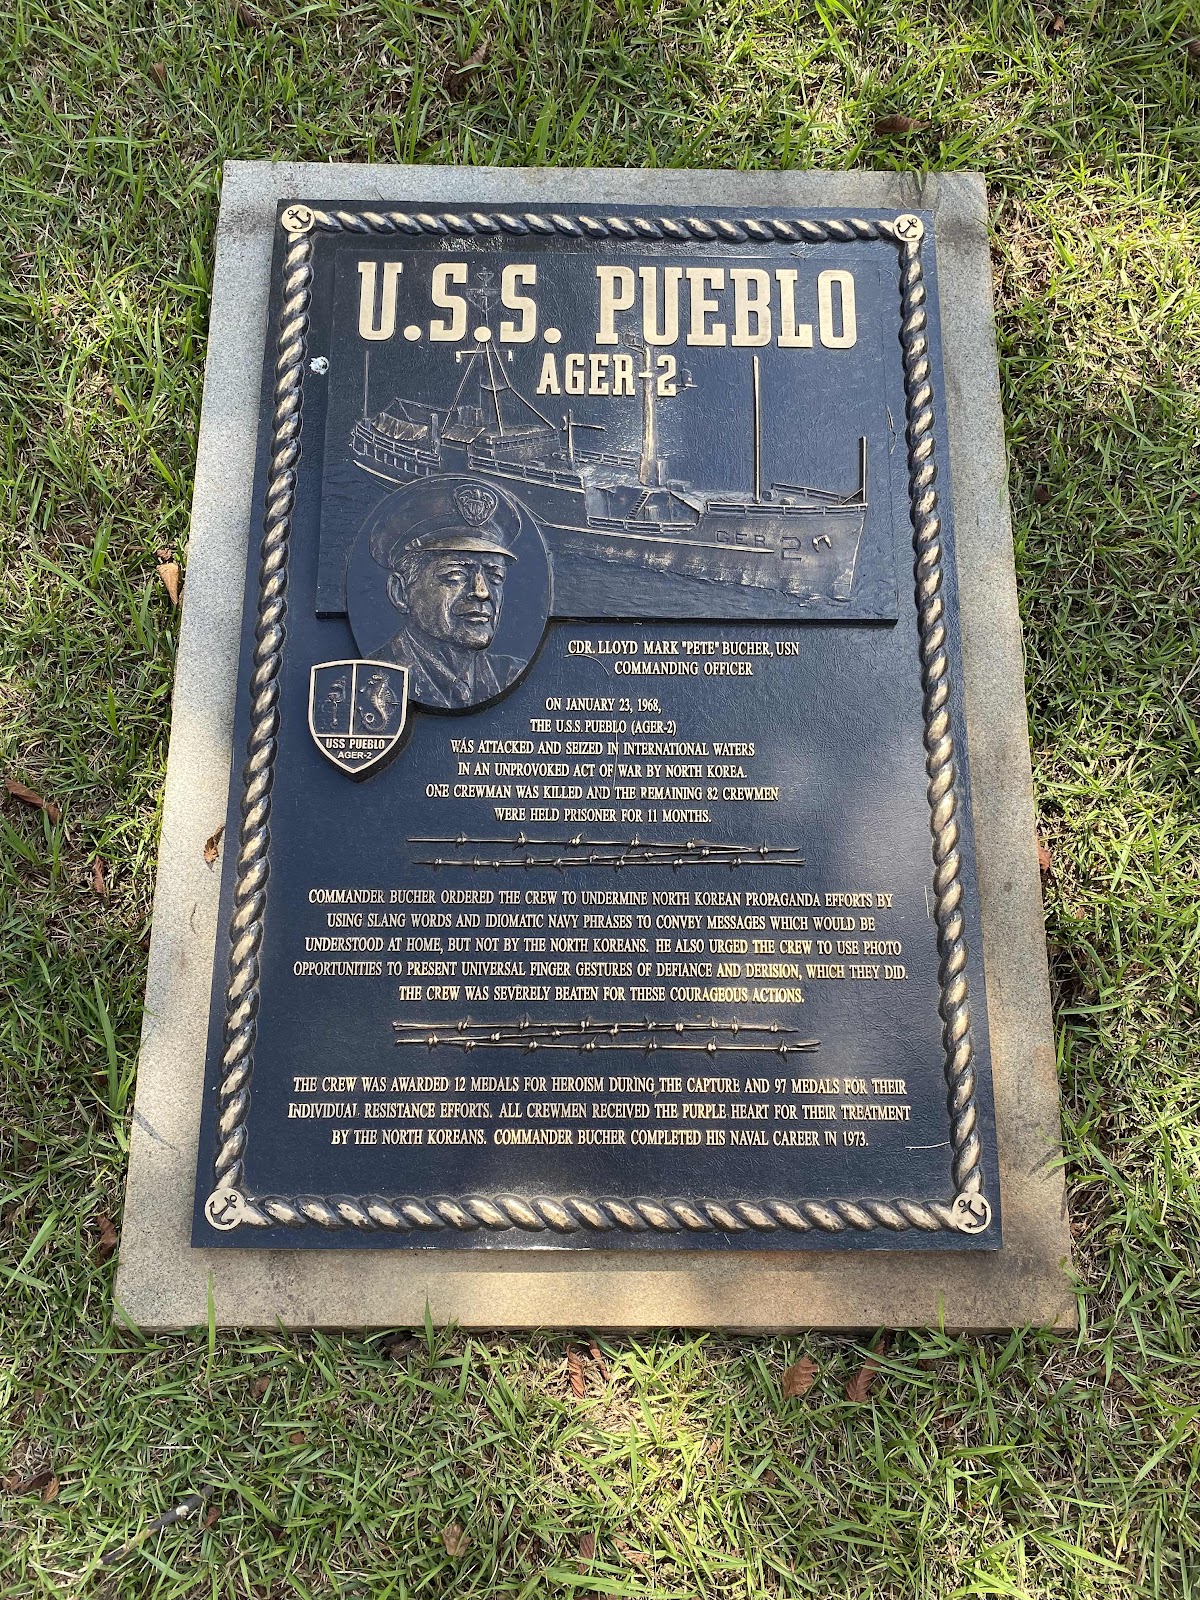 U.S.S. PUEBLO
AGER-2
GER 2
CDR. LLOYD MARK "PETE" BUCHER, USN
COMMANDING OFFICER
USS PUEBLO
AGER-2
ON JANUARY 23, 1968,
THE U.S.S. PUEBLO (AGER-2)
WAS ATTACKED AND SEIZED IN INTERNATIONAL WATERS
IN AN UNPROVOKED ACT OF WAR BY NORTH KOREA.
ONE CREWMAN WAS KILLED AND THE REMAINING 82 CREWMEN
WERE HELD PRISONER FOR 11 MONTHS.
COMMANDER BUCHER ORDERED THE CREW TO UNDERMINE NORTH KOREAN PROPAGANDA EFFORTS BY
USING SLANG WORDS AND IDIOMATIC NAVY PHRASES TO CONVEY MESSAGES WHICH WOULD BE
UNDERSTOOD AT HOME, BUT NOT BY THE NORTH KOREANS. HE ALSO URGED THE CREW TO USE PHOTO
OPPORTUNITIES TO PRESENT UNIVERSAL FINGER GESTURES OF DEFIANCE AND DERISION, WHICH THEY DID.
THE CREW WAS SEVERELY BEATEN FOR THESE COURAGEOUS ACTIONS.
THE CREW WAS AWARDED 12 MEDALS FOR HEROISM DURING THE CAPTURE AND 97 MEDALS FOR THEIR
INDIVIDUAL RESISTANCE EFFORTS. ALL CREWMEN RECEIVED THE PURPLE HEART FOR THEIR TREATMENT
BY THE NORTH KOREANS. COMMANDER BUCHER COMPLETED HIS NAVAL CAREER IN 1973.